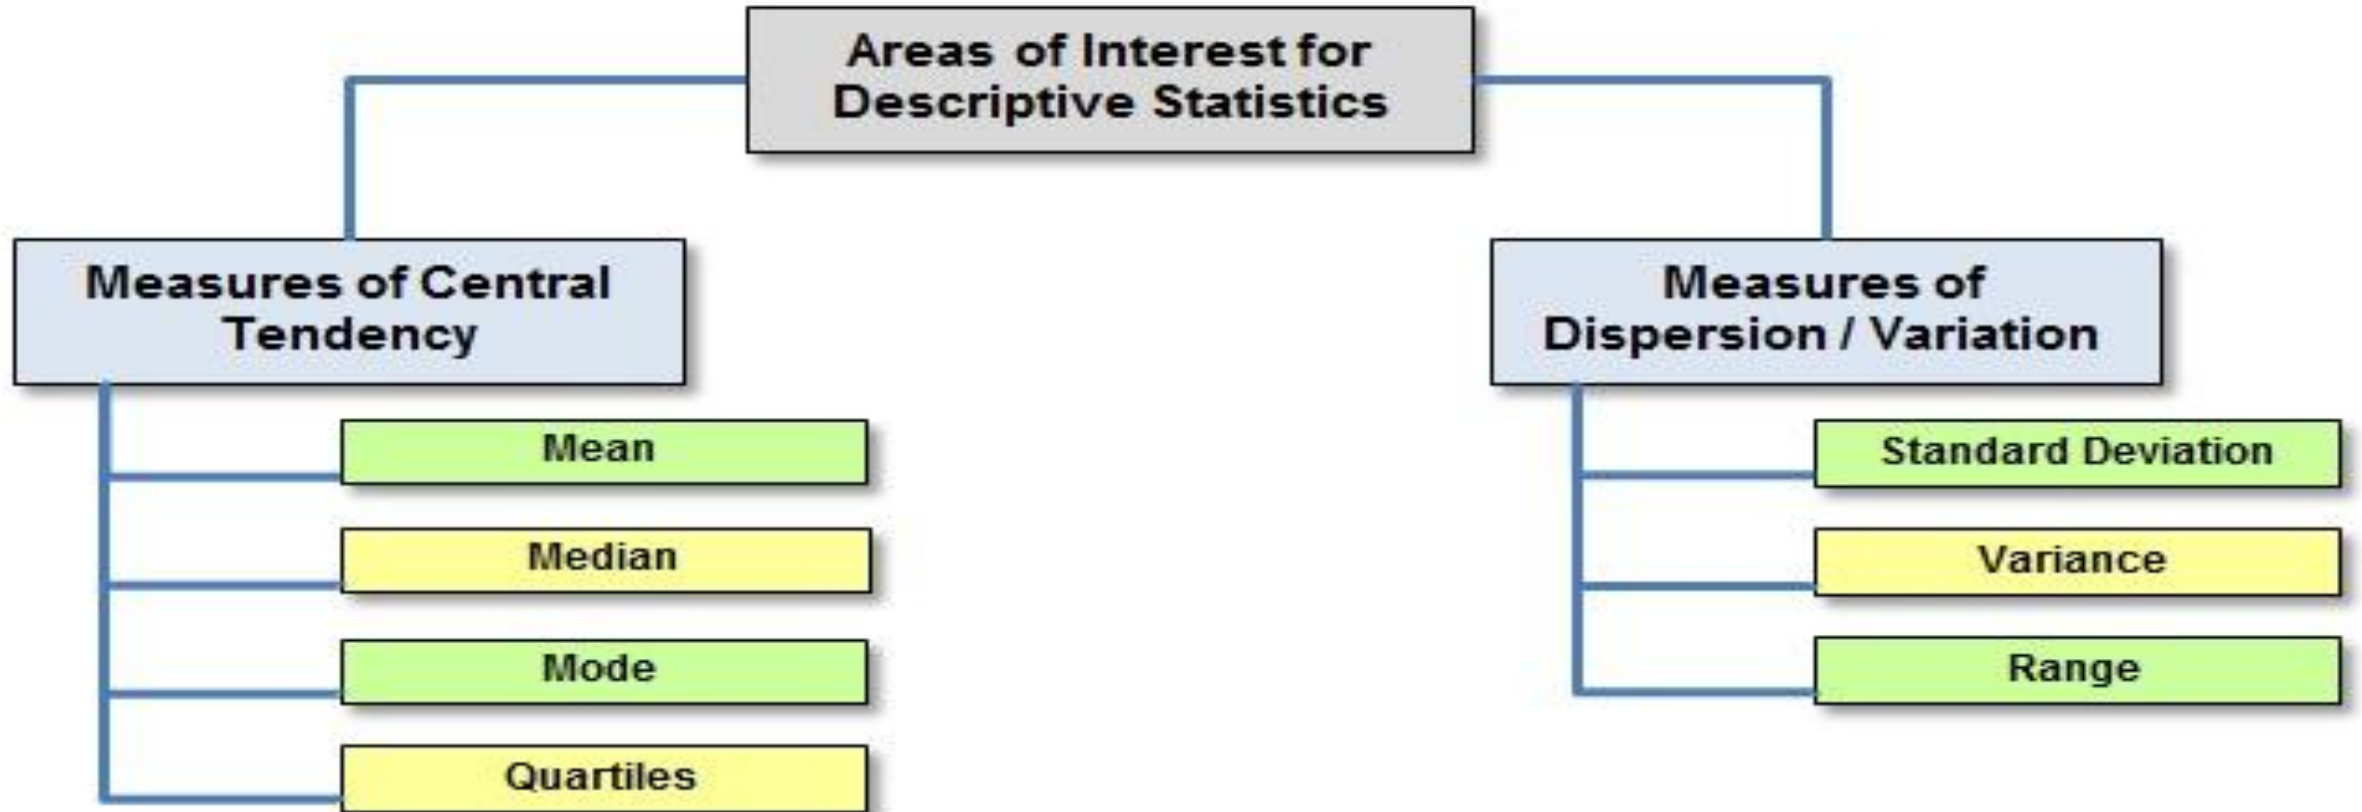 Areas of Interest for
Descriptive Statistics
Measures of Central
Tendency
Mean
Median
Mode
Quartiles
Measures of
Dispersion / Variation
Standard Deviation
Variance
Range